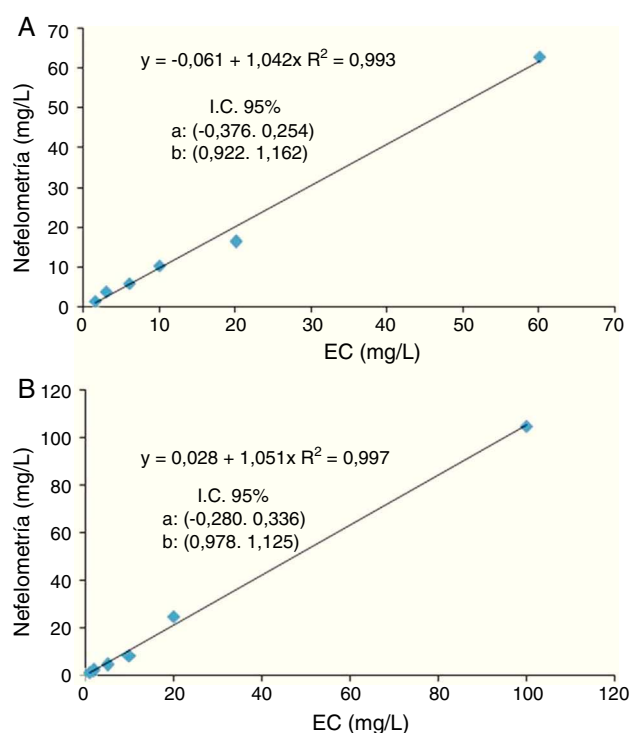 A
70
60
50
40
30
20
10
0
Nefelometría (mg/L)
y = -0,061 + 1,042x R² = 0,993
I.C. 95%
a: (-0,376. 0,254)
b: (0,922. 1,162)
0 10 20 30 40 50 60 70
EC (mg/L)
B
120
100
80
60
40
20
0
Nefelometría (mg/L)
y = 0,028 + 1,051x R² = 0,997
I.C. 95%
a: (-0,280. 0,336)
b: (0,978. 1,125)
0 20 40 60 80 100 120
EC (mg/L)